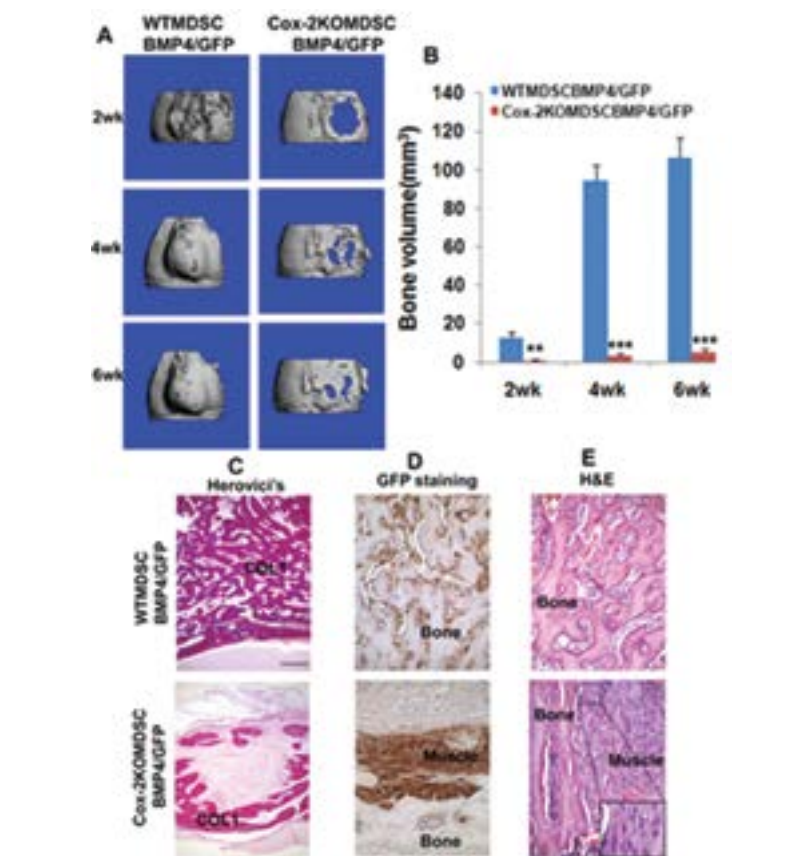 A
WTMDSC
BMP4/GFP
Cox-2KOMDSC
BMP4/GFP
2wk
4wk
6wk
B
WTMDSCBMP4/GFP
Cox-2KOMDSCBMP4/GFP
Bone volume(mm³)
140
120
100
80
60
40
20
0
**
***
***
2wk
4wk
6wk
C
Herovici's
D
GFP staining
E
H&E
WTMDSC
BMP4/GFP
COL1
Bone
Bone
Cox-2KOMDSC
BMP4/GFP
COL1
Muscle
Bone
Bone
Muscle